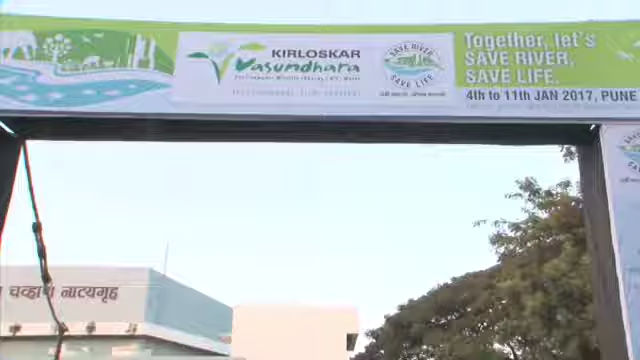 KIRLOSKAR
Vasundhara
SAVE RIVER
SAVE LIFE
Together, let's
SAVE RIVER,
SAVE LIFE.
4th to 11th JAN 2017, PUNE
चव्हाण नाट्यगृह